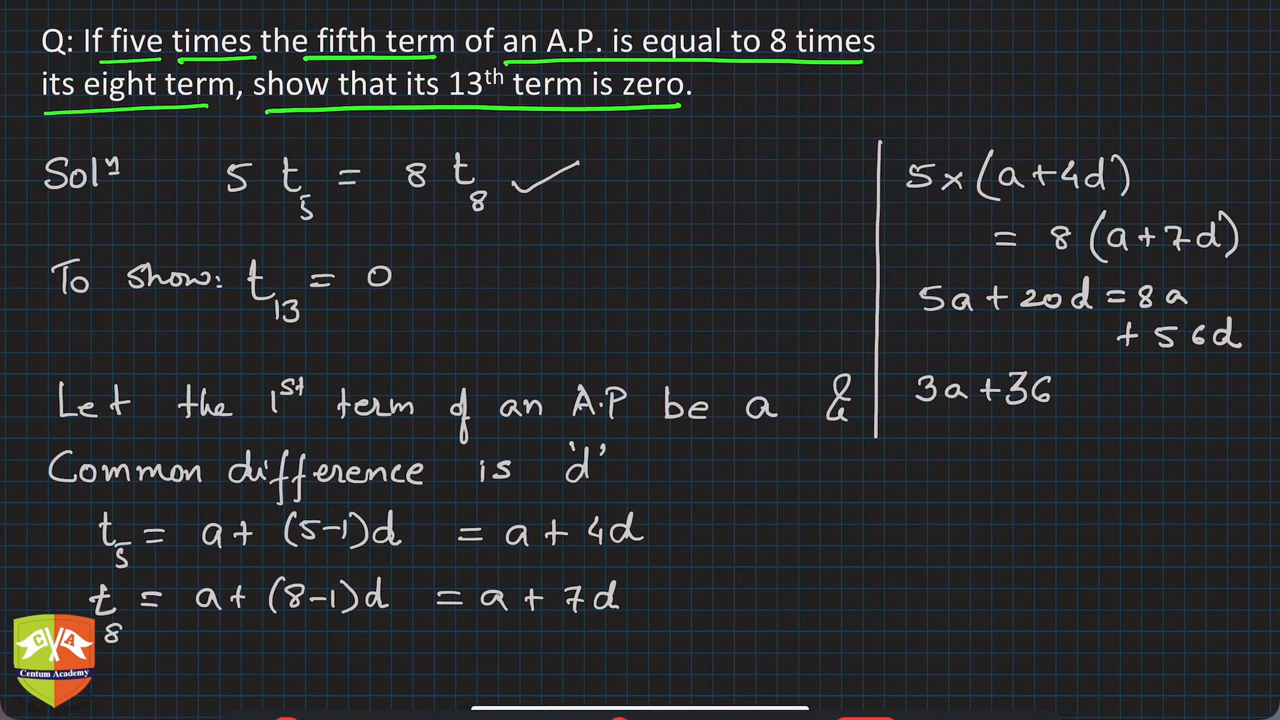 Q: If five times the fifth term of an A.P. is equal to 8 times
its eight term, show that its 13th term is zero.
Solⁿ 5 t₅ = 8 t₈ ✓
To show: t₁₃ = 0
Let the 1st term of an A.P be a &
Common difference is 'd'
t₅ = a + (5-1)d = a + 4d
t₈ = a + (8-1)d = a + 7d
5×(a+4d)
= 8 (a+7d)
5a + 20d = 8a
+ 56d
3a + 36
C A
Centum Academy